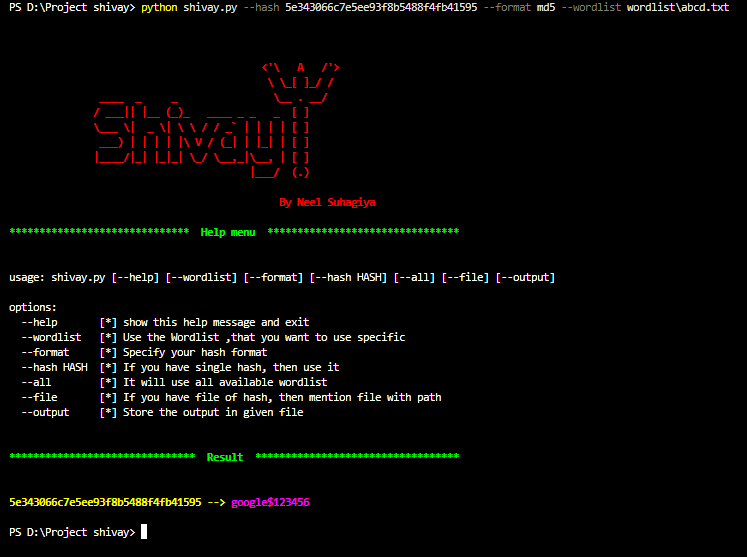 PS D:\Project shivay> python shivay.py --hash 5e343066c7e5ee93f8b5488f4fb41595 --format md5 --wordlist wordlist\abcd.txt
Shivay
By Neel Suhagiya
****************************** Help menu ********************************
usage: shivay.py [--help] [--wordlist] [--format] [--hash HASH] [--all] [--file] [--output]
options:
--help [*] show this help message and exit
--wordlist [*] Use the Wordlist ,that you want to use specific
--format [*] Specify your hash format
--hash HASH [*] If you have single hash, then use it
--all [*] It will use all available wordlist
--file [*] If you have file of hash, then mention file with path
--output [*] Store the output in given file
******************************* Result **********************************
5e343066c7e5ee93f8b5488f4fb41595 --> google$123456
PS D:\Project shivay>